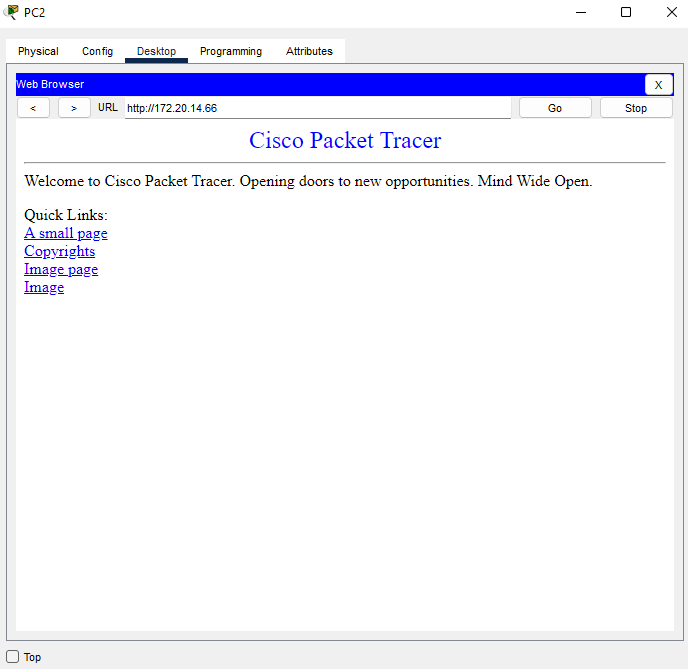 PC2
Physical Config Desktop Programming Attributes
Web Browser X
< > URL http://172.20.14.66 Go Stop
Cisco Packet Tracer
Welcome to Cisco Packet Tracer. Opening doors to new opportunities. Mind Wide Open.
Quick Links:
A small page
Copyrights
Image page
Image
Top